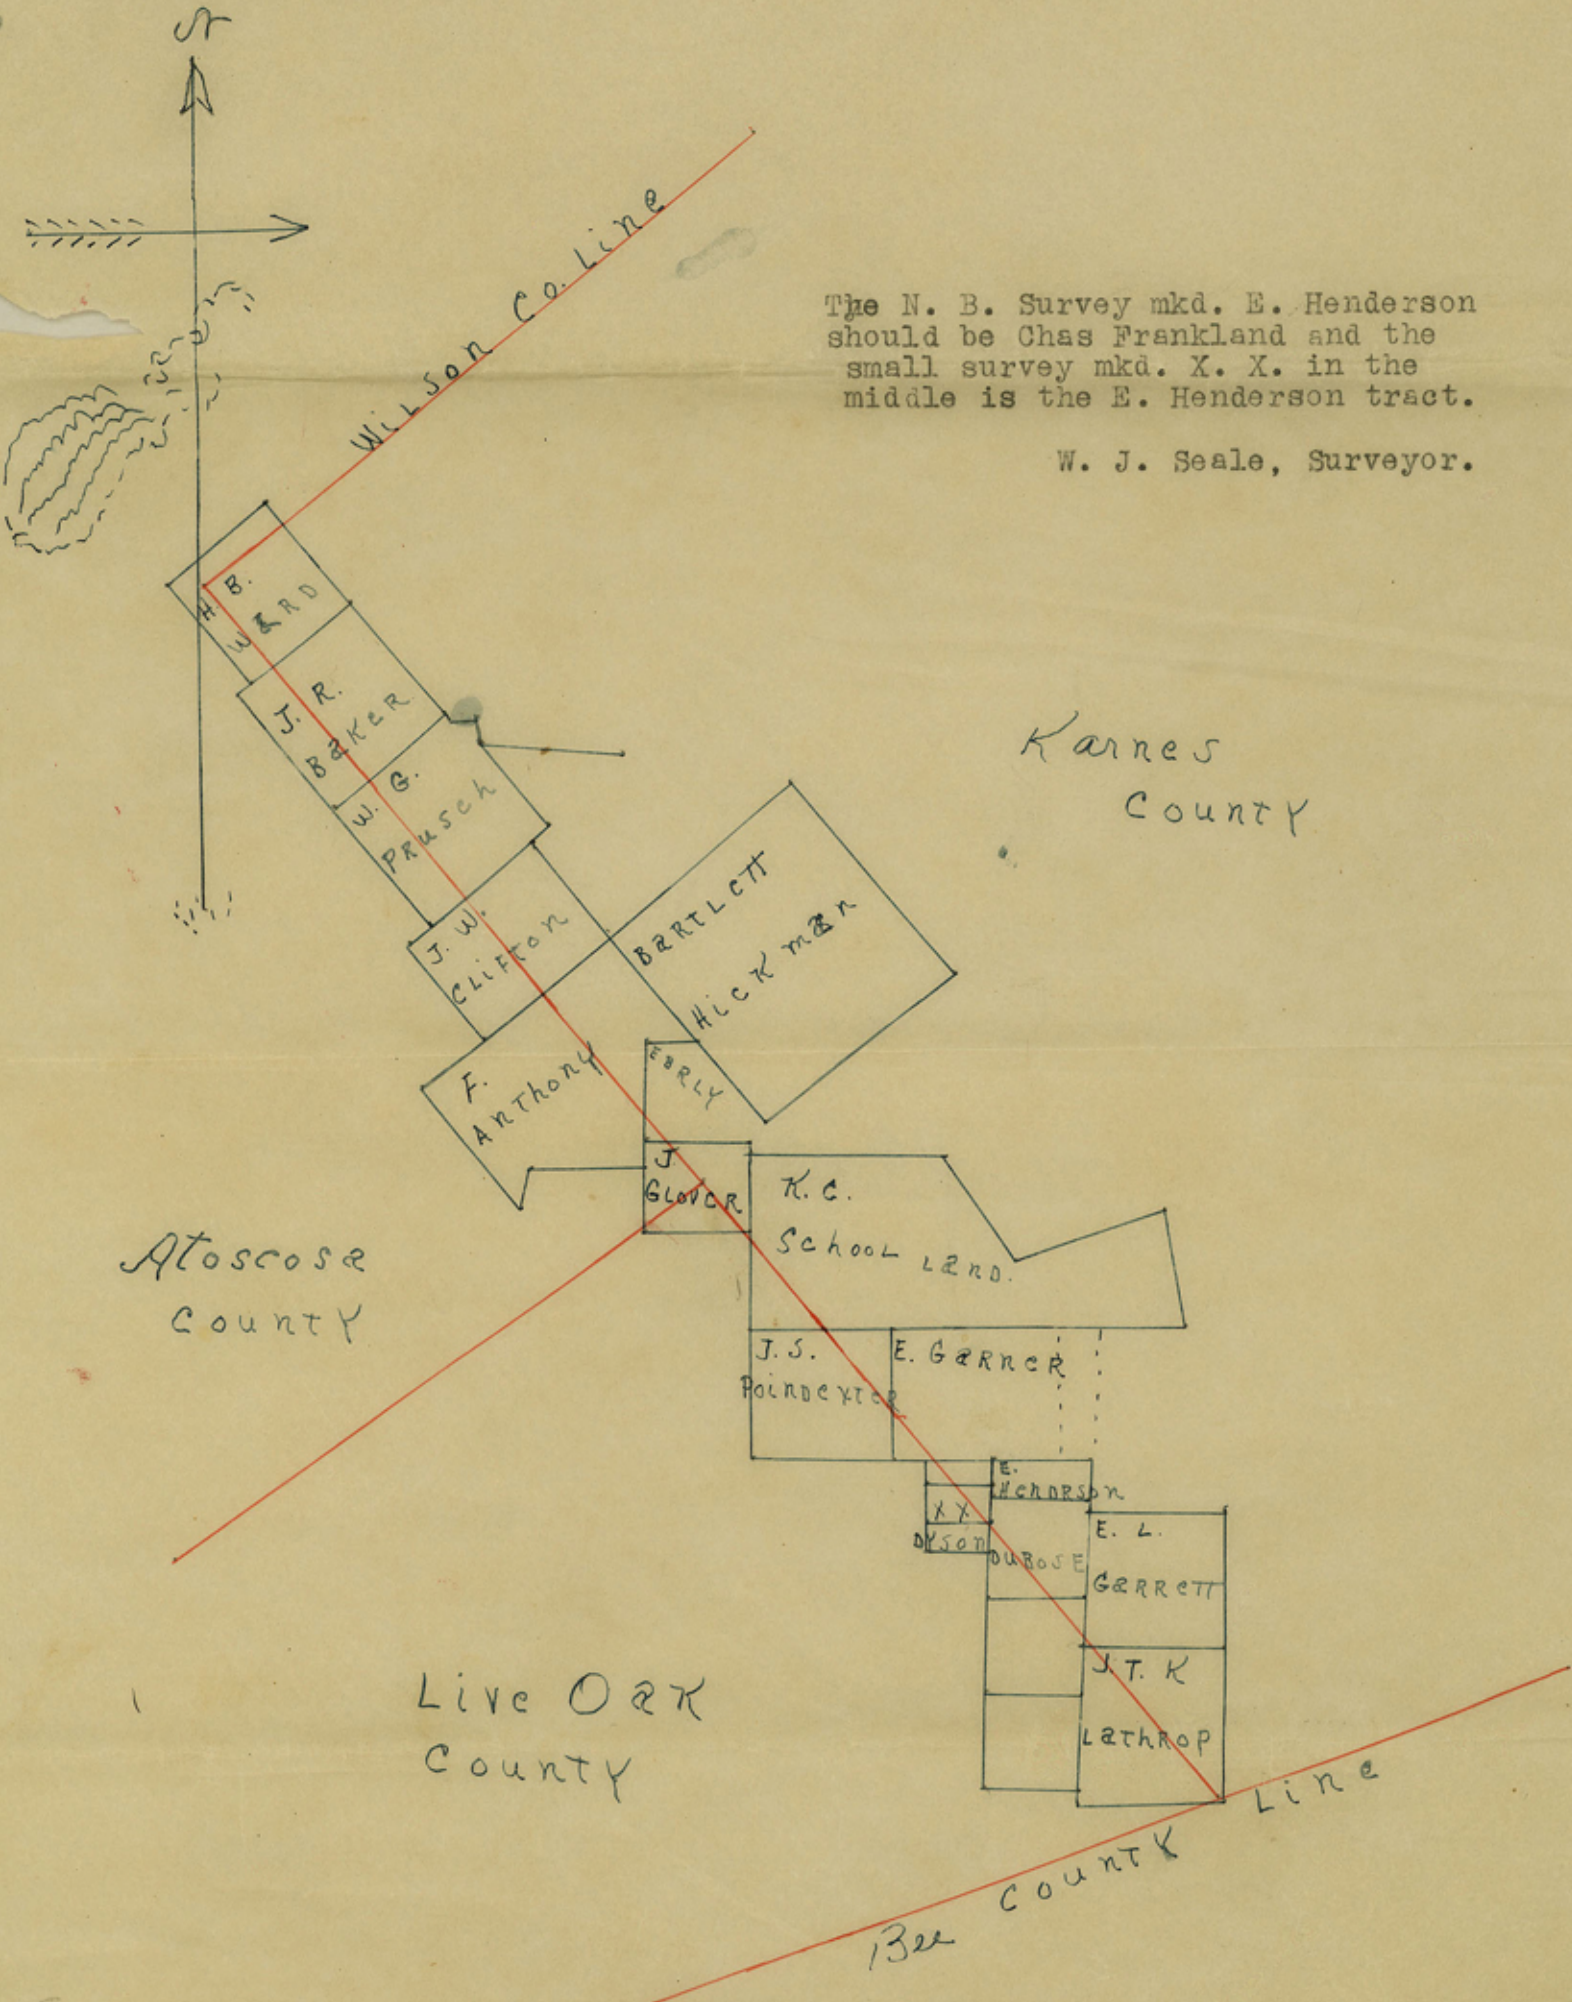 N
Wilson Co. Line
The N. B. Survey mkd. E. Henderson
should be Chas Frankland and the
small survey mkd. X. X. in the
middle is the E. Henderson tract.
W. J. Seale, Surveyor.
H. B.
WARD
J. R.
BAKER
W. G.
PRUSCH
Karnes
County
J. W.
CLIFTON
BARTLETT
HICKMAN
F.
ANTHONY
EBRLY
J
GLOVER
K. C.
SCHOOL LAND.
Atoscosa
County
J. S.
POINDEXTER
E. GARNER
E.
HENDRSON
X X
DYSON
DUBOSE
E. L.
GARRETT
J. T. K
LATHROP
Live Oak
County
Bee County Line